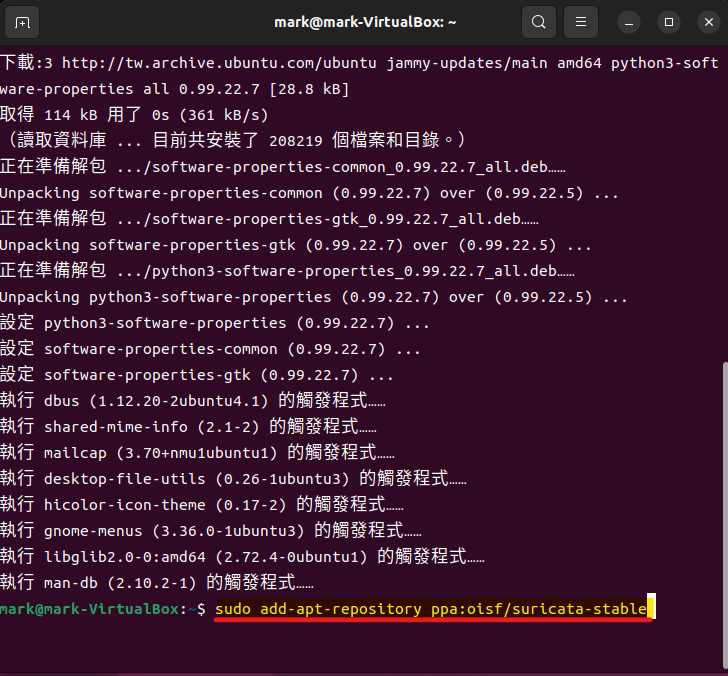 mark@mark-VirtualBox: ~
下載:3 http://tw.archive.ubuntu.com/ubuntu jammy-updates/main amd64 python3-soft
ware-properties all 0.99.22.7 [28.8 kB]
取得 114 kB 用了 0s (361 kB/s)
（讀取資料庫 ... 目前共安裝了 208219 個檔案和目錄。）
正在準備解包 .../software-properties-common_0.99.22.7_all.deb……
Unpacking software-properties-common (0.99.22.7) over (0.99.22.5) ...
正在準備解包 .../software-properties-gtk_0.99.22.7_all.deb……
Unpacking software-properties-gtk (0.99.22.7) over (0.99.22.5) ...
正在準備解包 .../python3-software-properties_0.99.22.7_all.deb……
Unpacking python3-software-properties (0.99.22.7) over (0.99.22.5) ...
設定 python3-software-properties (0.99.22.7) ...
設定 software-properties-common (0.99.22.7) ...
設定 software-properties-gtk (0.99.22.7) ...
執行 dbus (1.12.20-2ubuntu4.1) 的觸發程式……
執行 shared-mime-info (2.1-2) 的觸發程式……
執行 mailcap (3.70+nmu1ubuntu1) 的觸發程式……
執行 desktop-file-utils (0.26-1ubuntu3) 的觸發程式……
執行 hicolor-icon-theme (0.17-2) 的觸發程式……
執行 gnome-menus (3.36.0-1ubuntu3) 的觸發程式……
執行 libglib2.0-0:amd64 (2.72.4-0ubuntu1) 的觸發程式……
執行 man-db (2.10.2-1) 的觸發程式……
mark@mark-VirtualBox:~$ sudo add-apt-repository ppa:oisf/suricata-stable